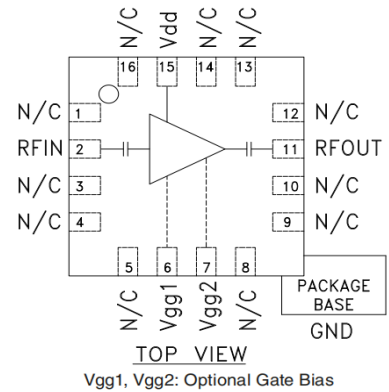 N/C Vdd N/C N/C
16 15 14 13
N/C 1 12 N/C
RFIN 2 11 RFOUT
N/C 3 10 N/C
N/C 4 9 N/C
5 6 7 8
N/C Vgg1 Vgg2 N/C
PACKAGE
BASE
GND
TOP VIEW
Vgg1, Vgg2: Optional Gate Bias